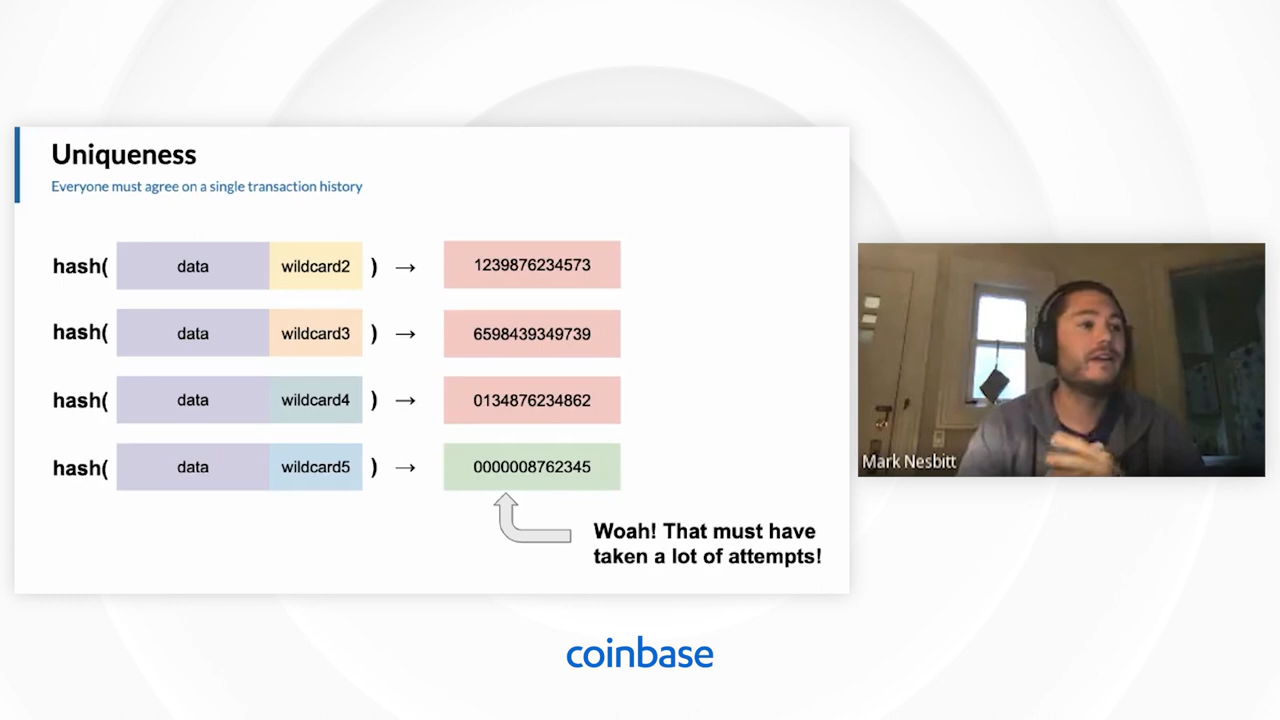 Uniqueness
Everyone must agree on a single transaction history
hash( data wildcard2 ) → 1239876234573
hash( data wildcard3 ) → 6598439349739
hash( data wildcard4 ) → 0134876234862
hash( data wildcard5 ) → 0000008762345
Woah! That must have
taken a lot of attempts!
Mark Nesbitt
coinbase